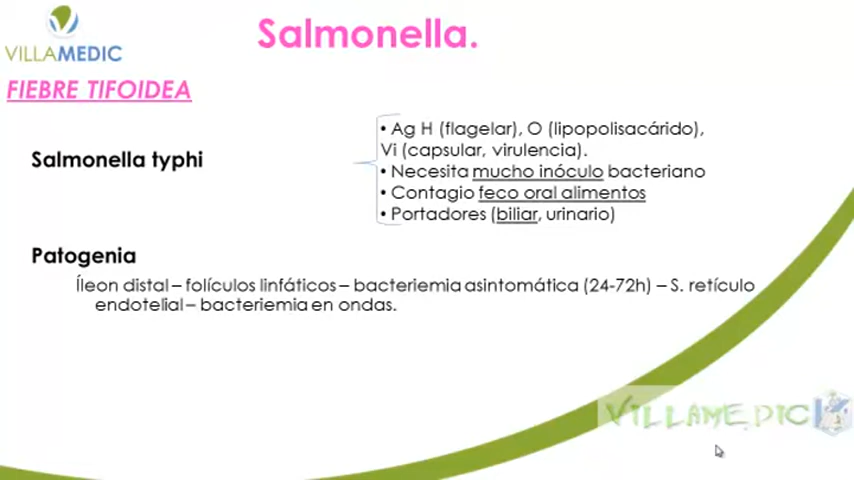 Salmonella.
VILLAMEDIC
FIEBRE TIFOIDEA
Salmonella typhi
• Ag H (flagelar), O (lipopolisacárido),
Vi (capsular, virulencia).
• Necesita mucho inóculo bacteriano
• Contagio feco oral alimentos
• Portadores (biliar, urinario)
Patogenia
Íleon distal – folículos linfáticos – bacteriemia asintomática (24-72h) – S. retículo
endotelial – bacteriemia en ondas.
VILLAMEDIC